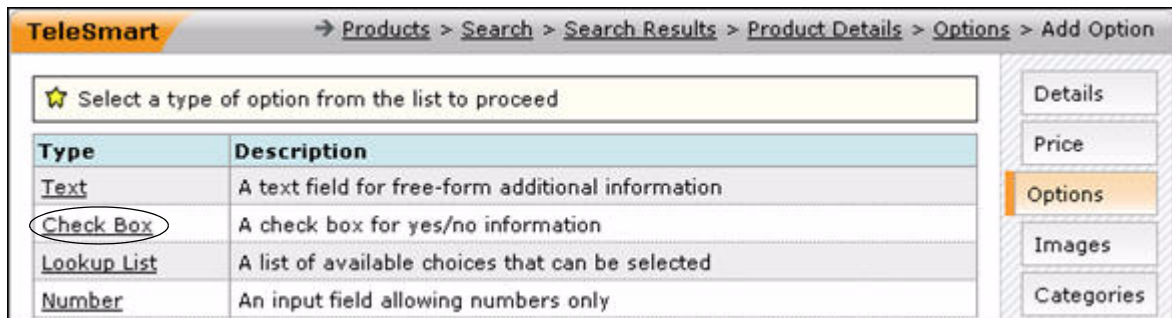 TeleSmart → Products > Search > Search Results > Product Details > Options > Add Option
Select a type of option from the list to proceed
Type Description
Text A text field for free-form additional information
Check Box A check box for yes/no information
Lookup List A list of available choices that can be selected
Number An input field allowing numbers only
Details
Price
Options
Images
Categories